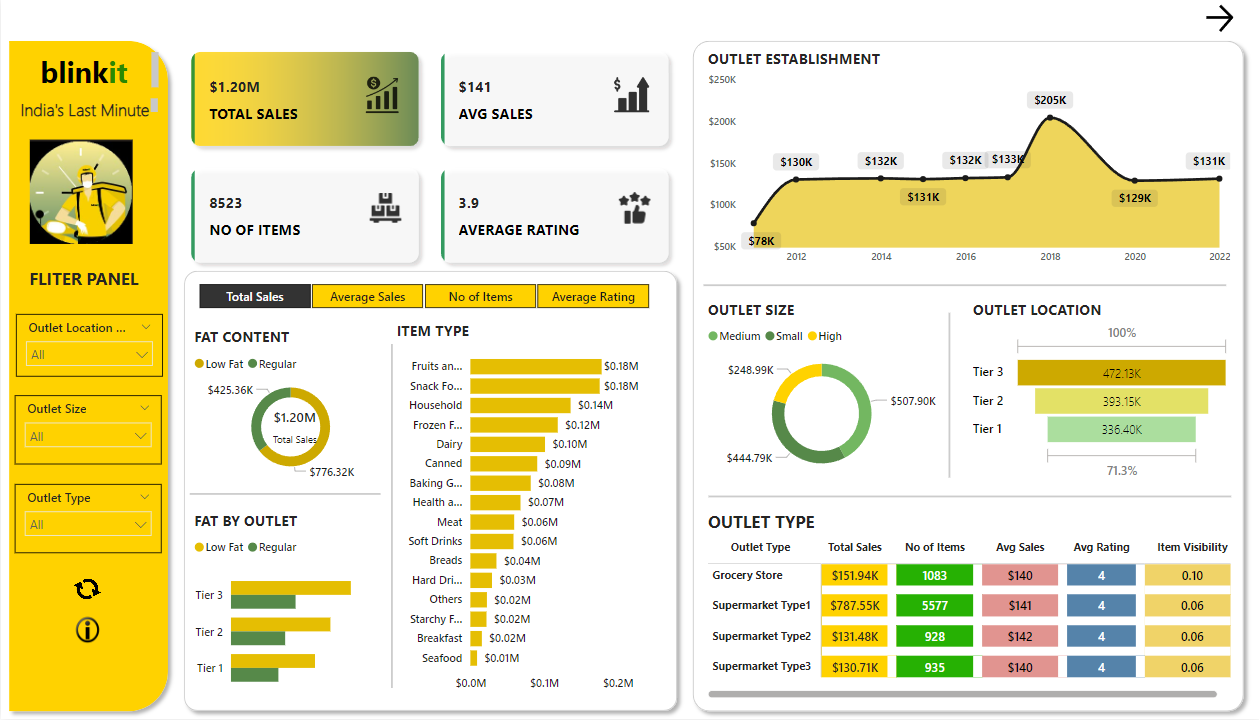 blinkit
India's Last Minute
FLITER PANEL
Outlet Location ...
All
Outlet Size
All
Outlet Type
All
$1.20M
TOTAL SALES
$141
AVG SALES
8523
NO OF ITEMS
3.9
AVERAGE RATING
Total Sales Average Sales No of Items Average Rating
FAT CONTENT
Low Fat Regular
$425.36K
$1.20M
Total Sales
$776.32K
FAT BY OUTLET
Low Fat Regular
Tier 3
Tier 2
Tier 1
ITEM TYPE
Fruits an... $0.18M
Snack Fo... $0.18M
Household $0.14M
Frozen F... $0.12M
Dairy $0.10M
Canned $0.09M
Baking G... $0.08M
Health a... $0.07M
Meat $0.06M
Soft Drinks $0.06M
Breads $0.04M
Hard Dri... $0.03M
Others $0.02M
Starchy F... $0.02M
Breakfast $0.02M
Seafood $0.01M
$0.0M $0.1M $0.2M
OUTLET ESTABLISHMENT
$250K
$200K
$150K
$100K
$50K
$78K $130K $132K $131K $132K $133K $205K $129K $131K
2012 2014 2016 2018 2020 2022
OUTLET SIZE
Medium Small High
$248.99K
$507.90K
$444.79K
OUTLET LOCATION
100%
Tier 3 472.13K
Tier 2 393.15K
Tier 1 336.40K
71.3%
OUTLET TYPE
Outlet Type Total Sales No of Items Avg Sales Avg Rating Item Visibility
Grocery Store $151.94K 1083 $140 4 0.10
Supermarket Type1 $787.55K 5577 $141 4 0.06
Supermarket Type2 $131.48K 928 $142 4 0.06
Supermarket Type3 $130.71K 935 $140 4 0.06